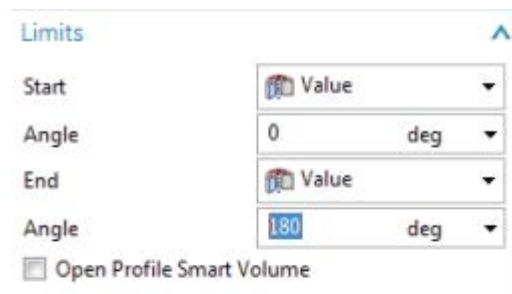 Limits
Start Value
Angle 0 deg
End Value
Angle 180 deg
Open Profile Smart Volume